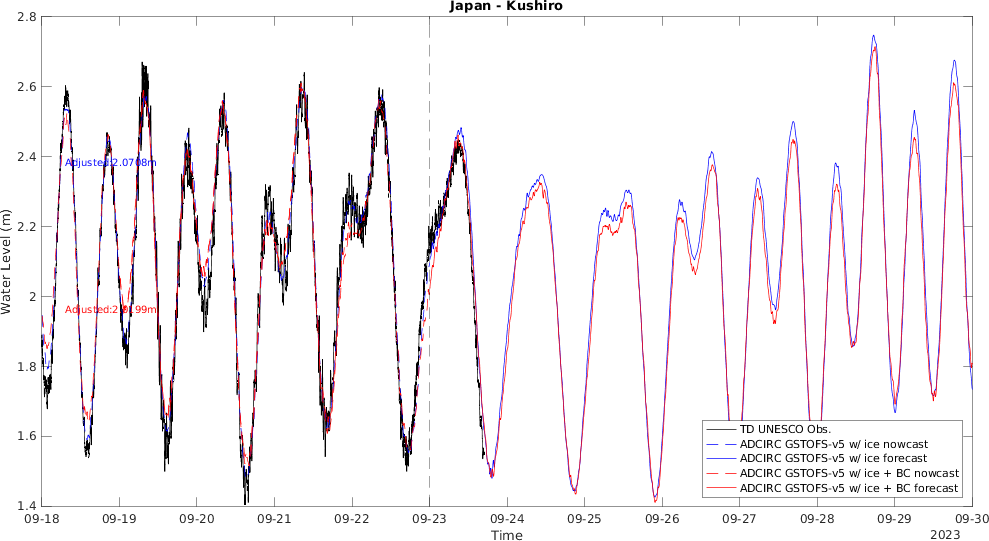 Japan - Kushiro
Water Level (m)
2.8
2.6
2.4
2.2
2
1.8
1.6
1.4
Adjusted:2.0708m
TD UNESCO Obs.
ADCIRC GSTOFS-v5 w/ ice nowcast
ADCIRC GSTOFS-v5 w/ ice forecast
ADCIRC GSTOFS-v5 w/ ice + BC nowcast
ADCIRC GSTOFS-v5 w/ ice + BC forecast
09-18 09-19 09-20 09-21 09-22 09-23 09-24 09-25 09-26 09-27 09-28 09-29 09-30
Time
2023